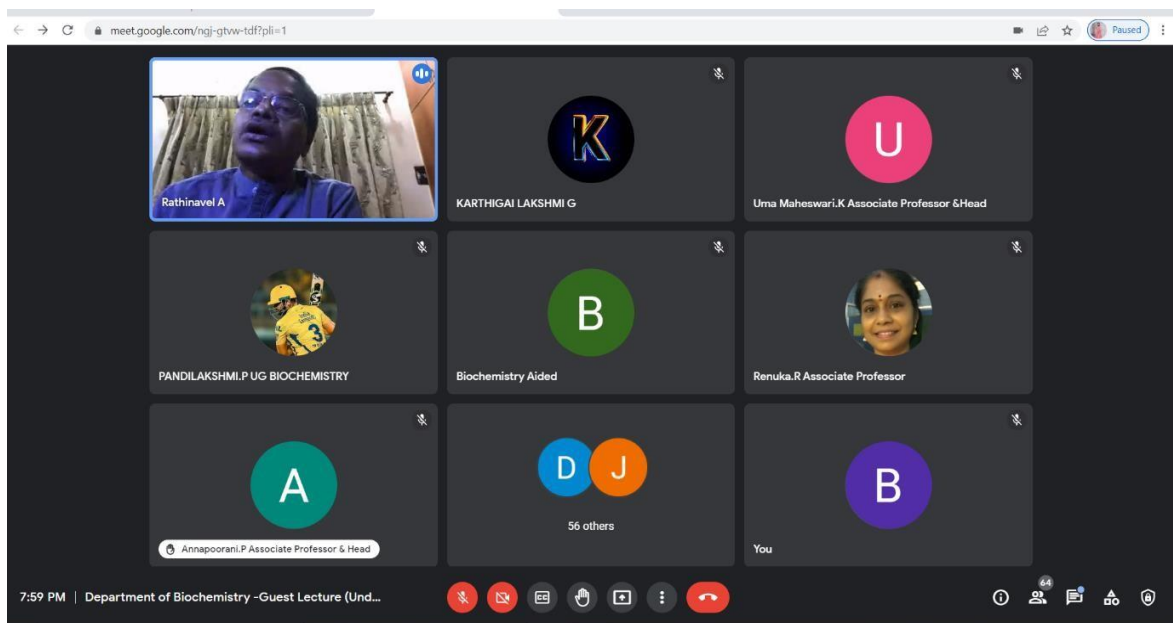 meet.google.com/ngj-gtvw-tdf?pli=1
Paused
Rathinavel A
K
KARTHIGAI LAKSHMI G
U
Uma Maheswari.K Associate Professor &Head
3
PANDILAKSHMI.P UG BIOCHEMISTRY
B
Biochemistry Aided
Renuka.R Associate Professor
A
Annapoorani.P Associate Professor & Head
D J
56 others
B
You
7:59 PM | Department of Biochemistry -Guest Lecture (Und...
CC
64